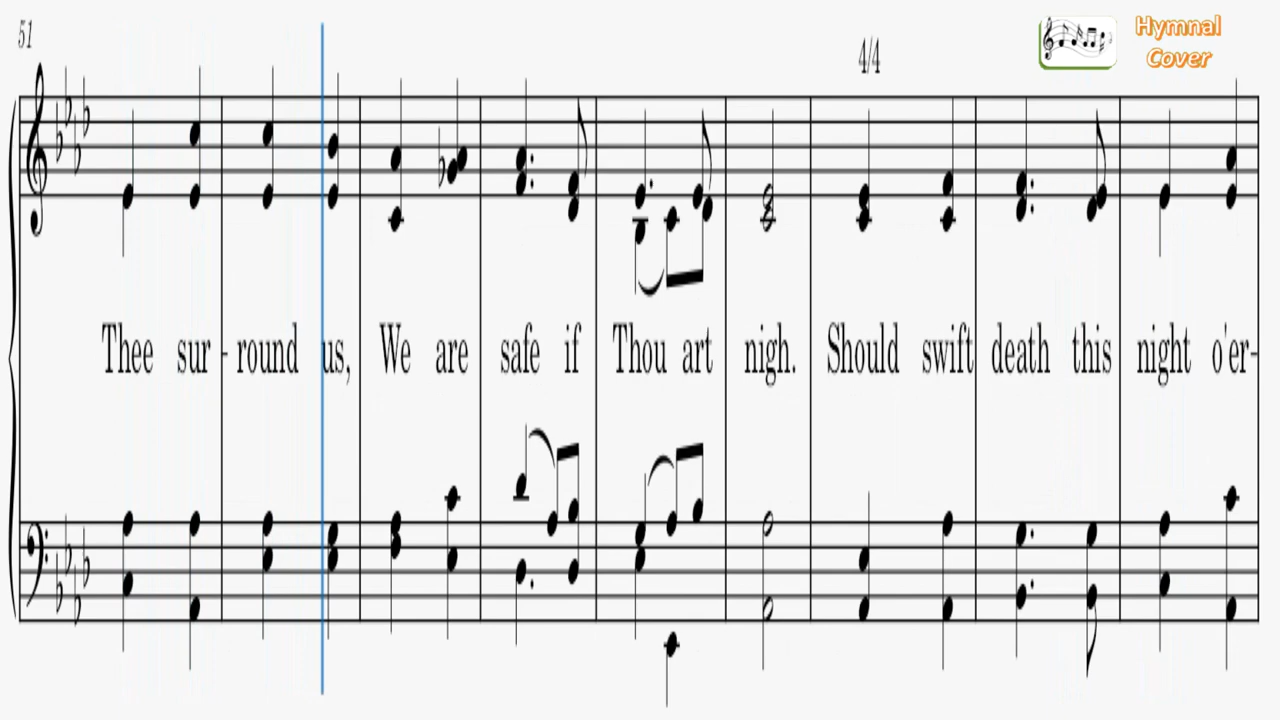 51
4/4
Hymnal
Cover
Thee sur - round us, We are safe if Thou art nigh. Should swift death this night o'er-